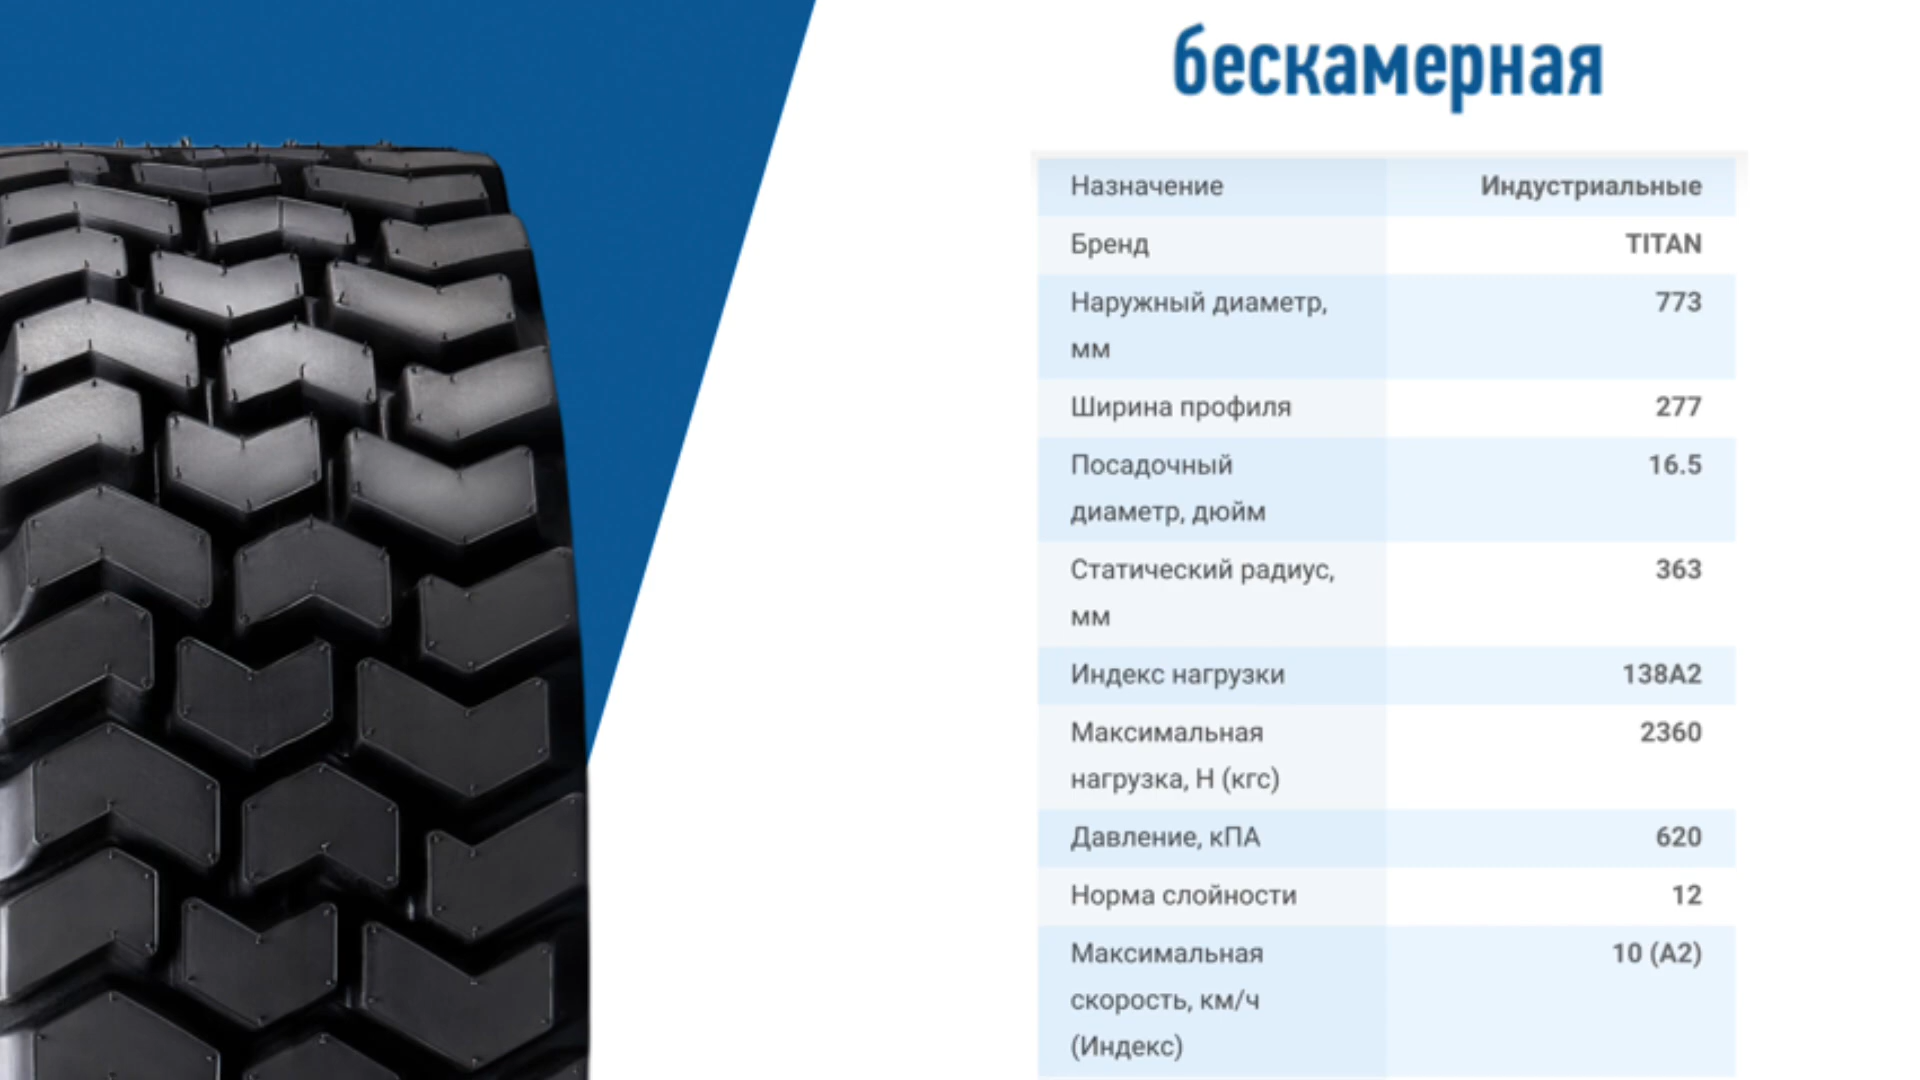 бескамерная
Назначение Индустриальные
Бренд TITAN
Наружный диаметр, 773
мм
Ширина профиля 277
Посадочный 16.5
диаметр, дюйм
Статический радиус, 363
мм
Индекс нагрузки 138A2
Максимальная 2360
нагрузка, Н (кгс)
Давление, кПА 620
Норма слойности 12
Максимальная 10 (А2)
скорость, км/ч
(Индекс)